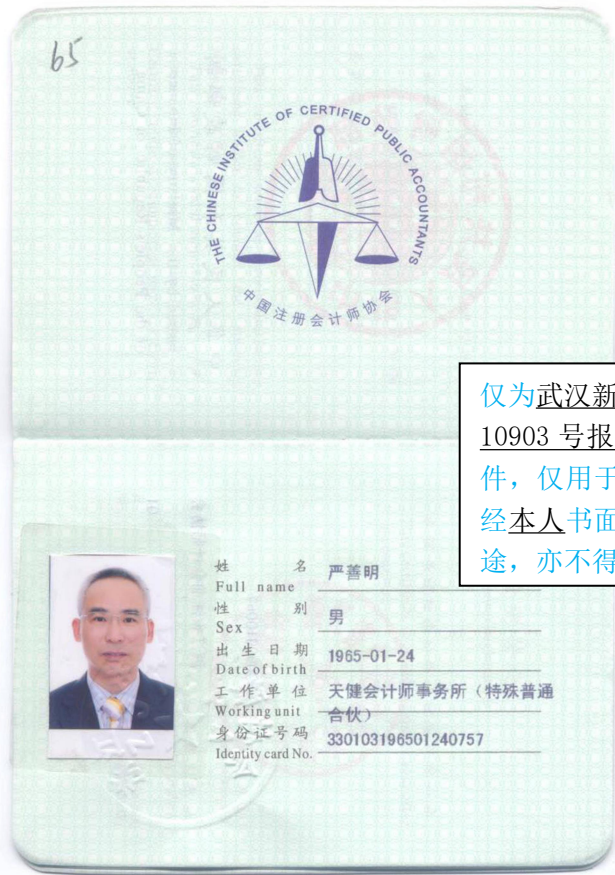 65
THE CHINESE INSTITUTE OF CERTIFIED PUBLIC ACCOUNTANTS
中国注册会计师协会
仅为武汉新
10903 号报
件，仅用于
经本人书面
途，亦不得
姓 名 严善明
Full name
性 别 男
Sex
出 生 日 期 1965-01-24
Date of birth
工 作 单 位 天健会计师事务所（特殊普通
Working unit 合伙）
身份证号码 330103196501240757
Identity card No.